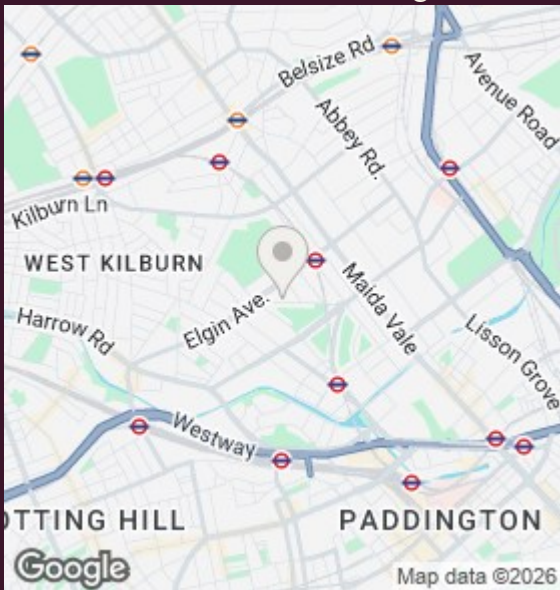 Belsize Rd
Avenue Road
Abbey Rd.
Kilburn Ln
WEST KILBURN
Maida Vale
Elgin Ave.
Harrow Rd
Lisson Grove
Westway
OTTING HILL
PADDINGTON
Google
Map data ©2026